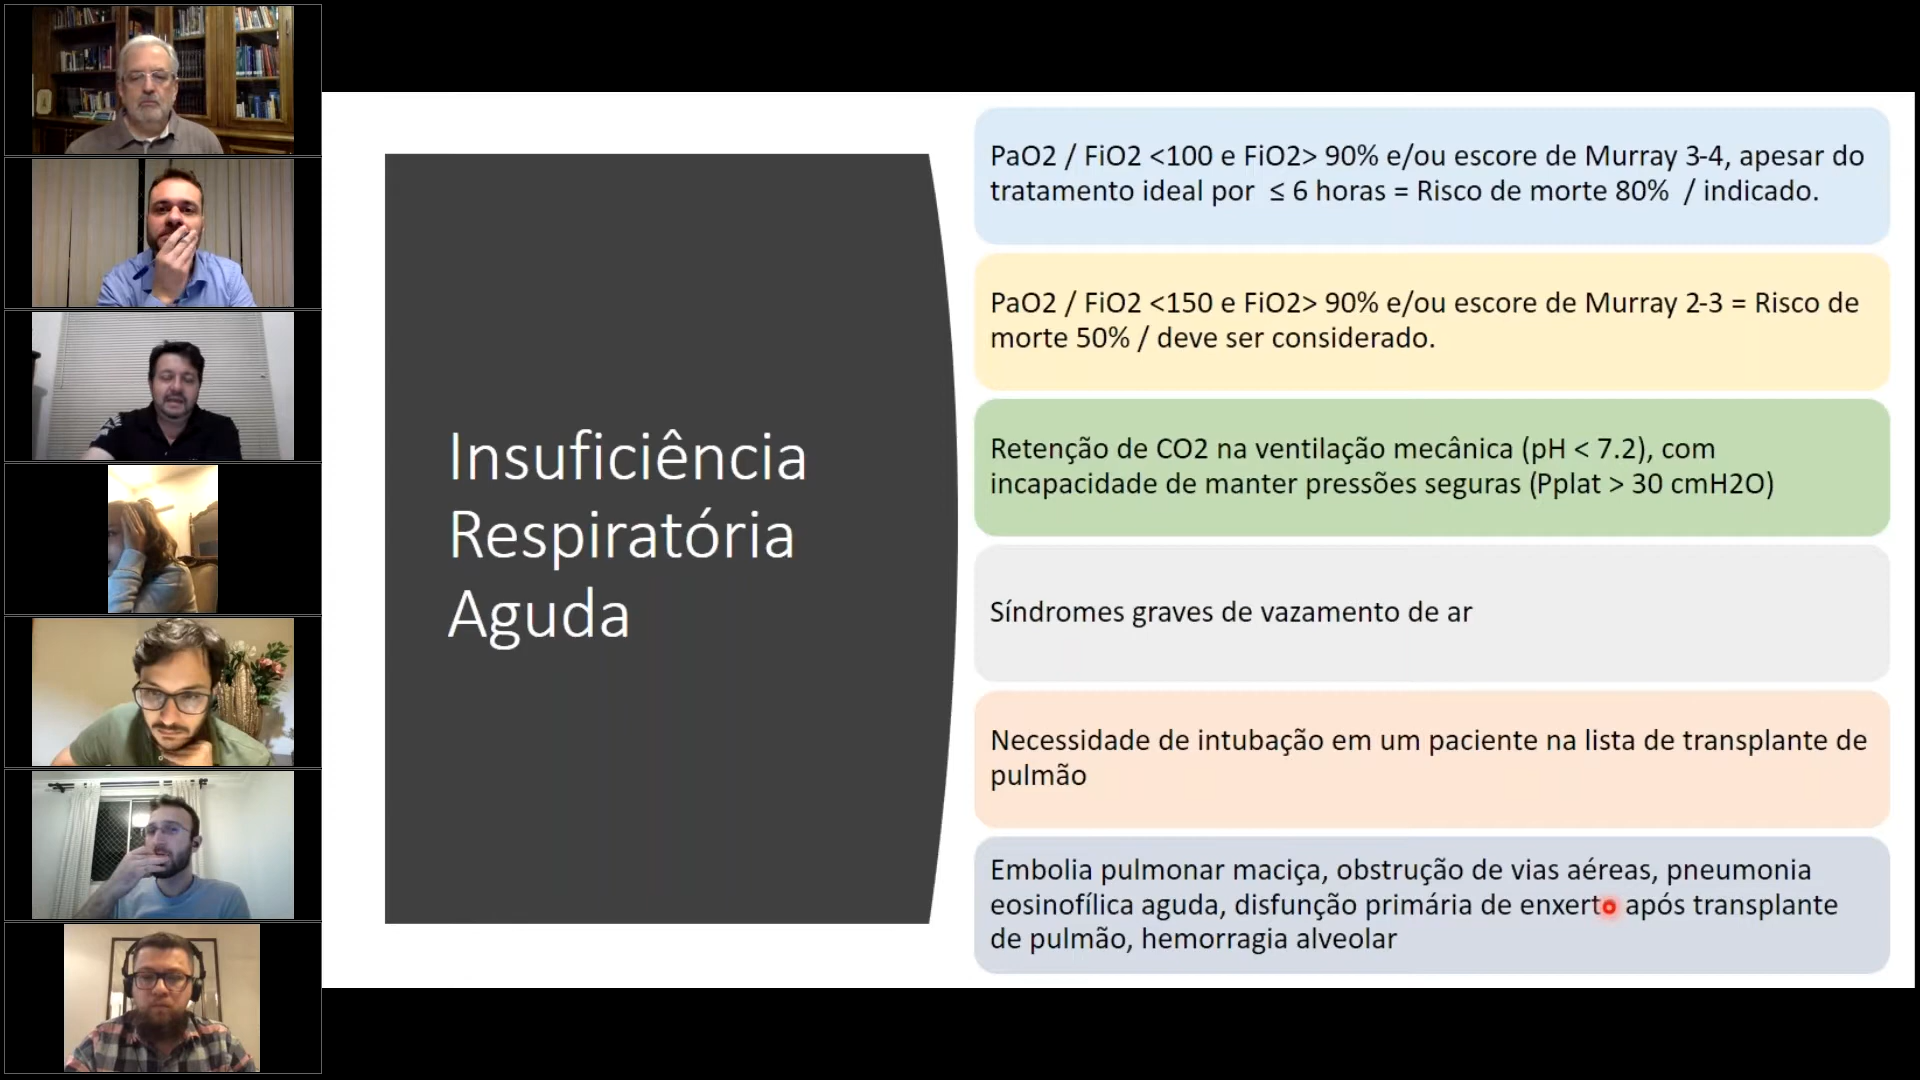 Insuficiência
Respiratória
Aguda
PaO2 / FiO2 <100 e FiO2> 90% e/ou escore de Murray 3-4, apesar do
tratamento ideal por ≤ 6 horas = Risco de morte 80% / indicado.
PaO2 / FiO2 <150 e FiO2> 90% e/ou escore de Murray 2-3 = Risco de
morte 50% / deve ser considerado.
Retenção de CO2 na ventilação mecânica (pH < 7.2), com
incapacidade de manter pressões seguras (Pplat > 30 cmH2O)
Síndromes graves de vazamento de ar
Necessidade de intubação em um paciente na lista de transplante de
pulmão
Embolia pulmonar maciça, obstrução de vias aéreas, pneumonia
eosinofílica aguda, disfunção primária de enxerto após transplante
de pulmão, hemorragia alveolar